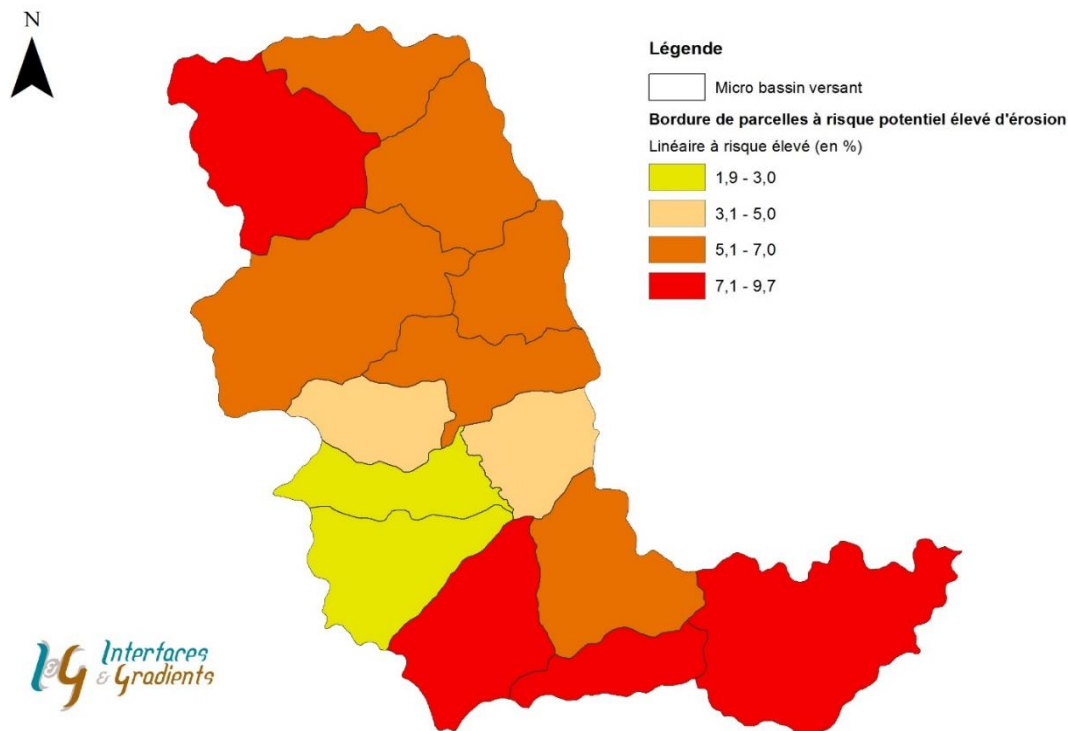 N
Légende
Micro bassin versant
Bordure de parcelles à risque potentiel élevé d'érosion
Linéaire à risque élevé (en %)
1,9 - 3,0
3,1 - 5,0
5,1 - 7,0
7,1 - 9,7
I&G Interfaces
& Gradients